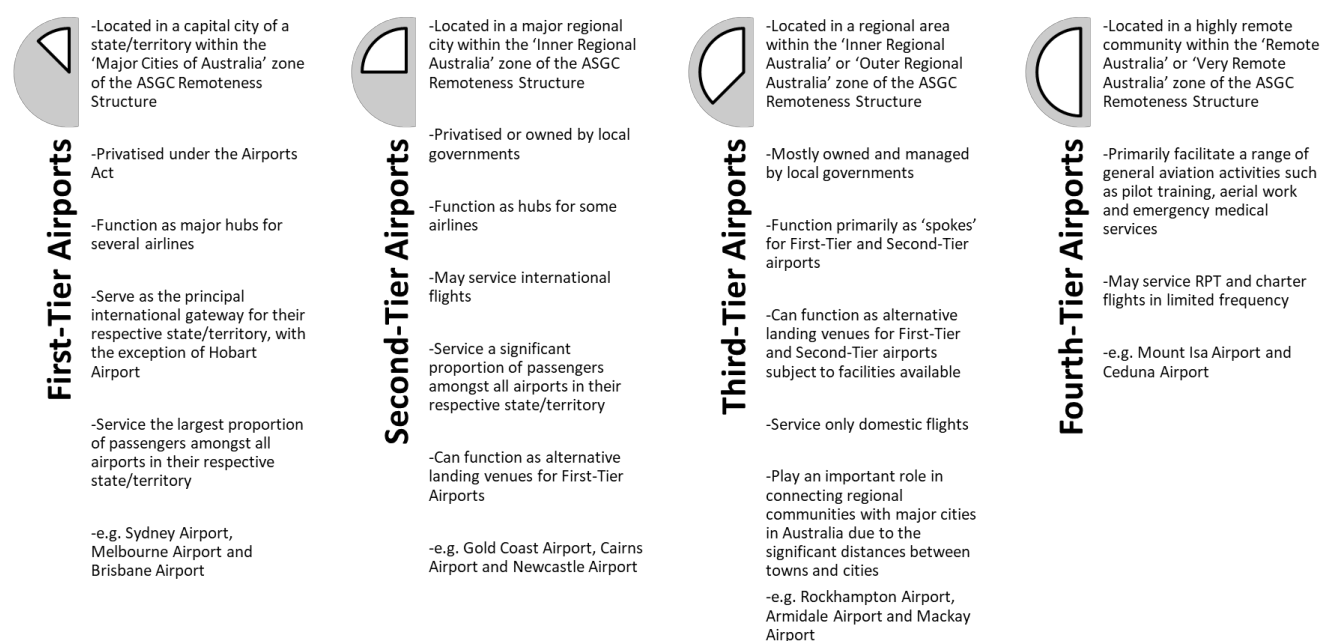 First-Tier Airports
-Located in a capital city of a
state/territory within the
‘Major Cities of Australia’ zone
of the ASGC Remoteness
Structure
-Privatised under the Airports
Act
-Function as major hubs for
several airlines
-Serve as the principal
international gateway for their
respective state/territory, with
the exception of Hobart
Airport
-Service the largest proportion
of passengers amongst all
airports in their respective
state/territory
-e.g. Sydney Airport,
Melbourne Airport and
Brisbane Airport
Second-Tier Airports
-Located in a major regional
city within the ‘Inner Regional
Australia’ zone of the ASGC
Remoteness Structure
-Privatised or owned by local
governments
-Function as hubs for some
airlines
-May service international
flights
-Service a significant
proportion of passengers
amongst all airports in their
respective state/territory
-Can function as alternative
landing venues for First-Tier
Airports
-e.g. Gold Coast Airport, Cairns
Airport and Newcastle Airport
Third-Tier Airports
-Located in a regional area
within the ‘Inner Regional
Australia’ or ‘Outer Regional
Australia’ zone of the ASGC
Remoteness Structure
-Mostly owned and managed
by local governments
-Function primarily as ‘spokes’
for First-Tier and Second-Tier
airports
-Can function as alternative
landing venues for First-Tier
and Second-Tier airports
subject to facilities available
-Service only domestic flights
-Play an important role in
connecting regional
communities with major cities
in Australia due to the
significant distances between
towns and cities
-e.g. Rockhampton Airport,
Armidale Airport and Mackay
Airport
Fourth-Tier Airports
-Located in a highly remote
community within the ‘Remote
Australia’ or ‘Very Remote
Australia’ zone of the ASGC
Remoteness Structure
-Primarily facilitate a range of
general aviation activities such
as pilot training, aerial work
and emergency medical
services
-May service RPT and charter
flights in limited frequency
-e.g. Mount Isa Airport and
Ceduna Airport